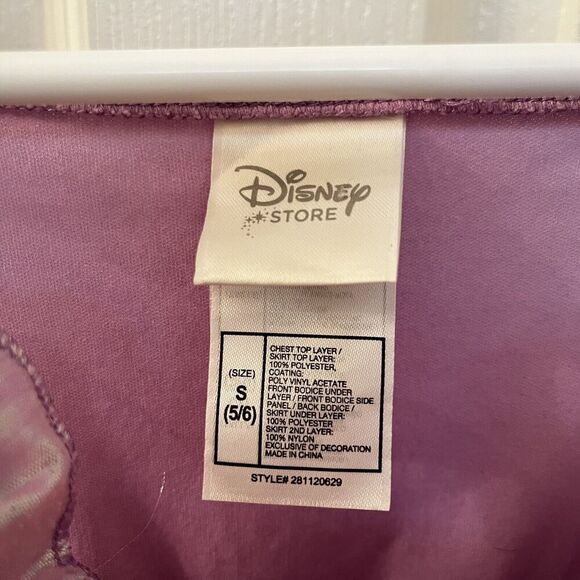 Disney
STORE
(SIZE)
S
(5/6)
CHEST TOP LAYER /
SKIRT TOP LAYER:
100% POLYESTER,
COATING:
POLY VINYL ACETATE
FRONT BODICE UNDER
LAYER / FRONT BODICE SIDE
PANEL / BACK BODICE /
SKIRT UNDER LAYER:
100% POLYESTER
SKIRT 2ND LAYER:
100% NYLON
EXCLUSIVE OF DECORATION
MADE IN CHINA
STYLE# 281120629